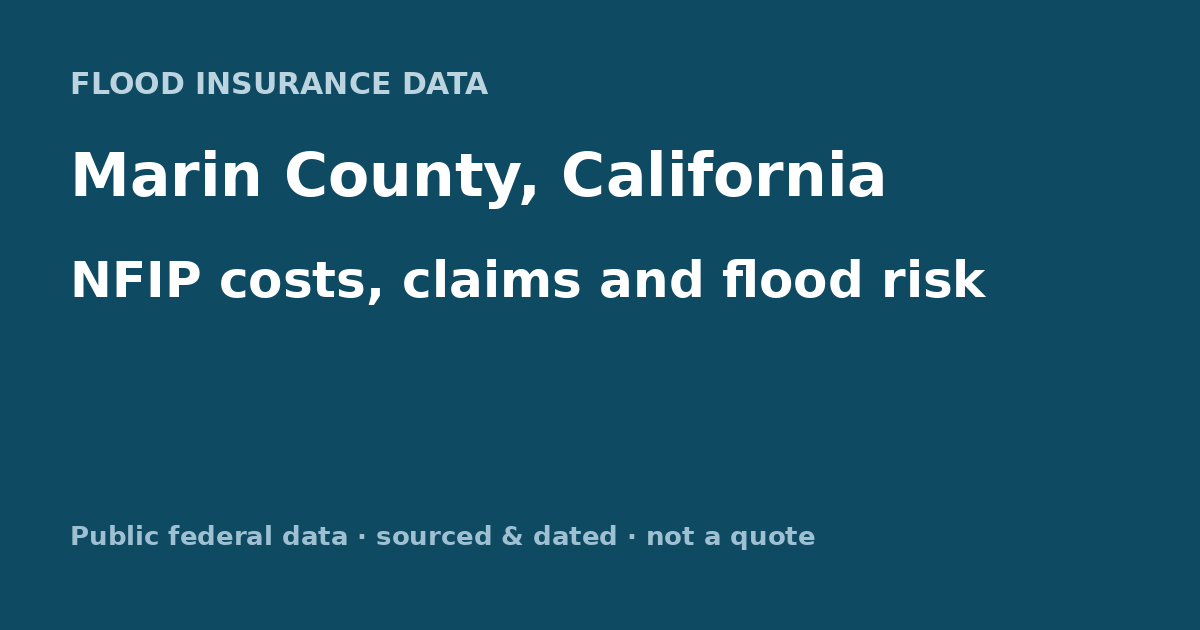 FLOOD INSURANCE DATA
Marin County, California
NFIP costs, claims and flood risk
Public federal data · sourced & dated · not a quote